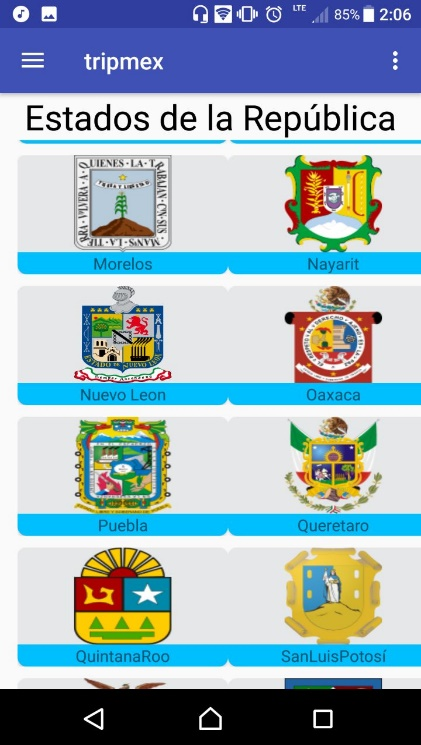 LTE 85% 2:06
tripmex
Estados de la República
Morelos
Nayarit
Nuevo Leon
Oaxaca
Puebla
Queretaro
QuintanaRoo
SanLuisPotosí